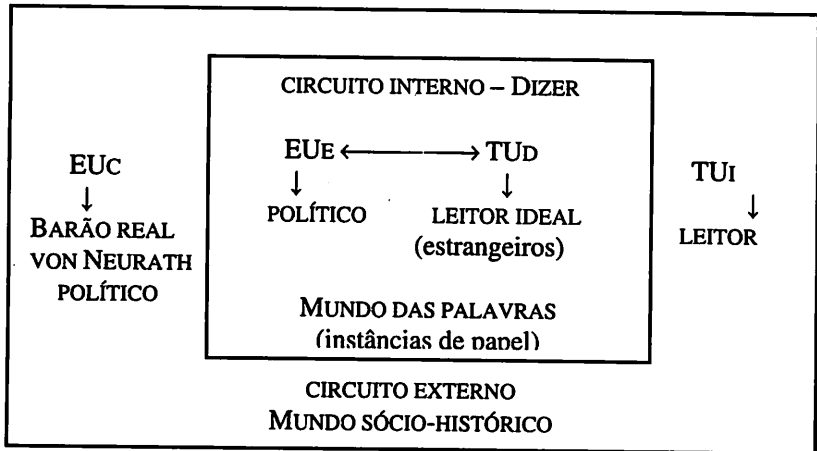 CIRCUITO INTERNO – DIZER
EUE ←→ TUD
↓ ↓
POLÍTICO LEITOR IDEAL
(estrangeiros)
MUNDO DAS PALAVRAS
(instâncias de papel)
EUC
↓
BARÃO REAL
VON NEURATH
POLÍTICO
TUI
↓
LEITOR
CIRCUITO EXTERNO
MUNDO SÓCIO-HISTÓRICO